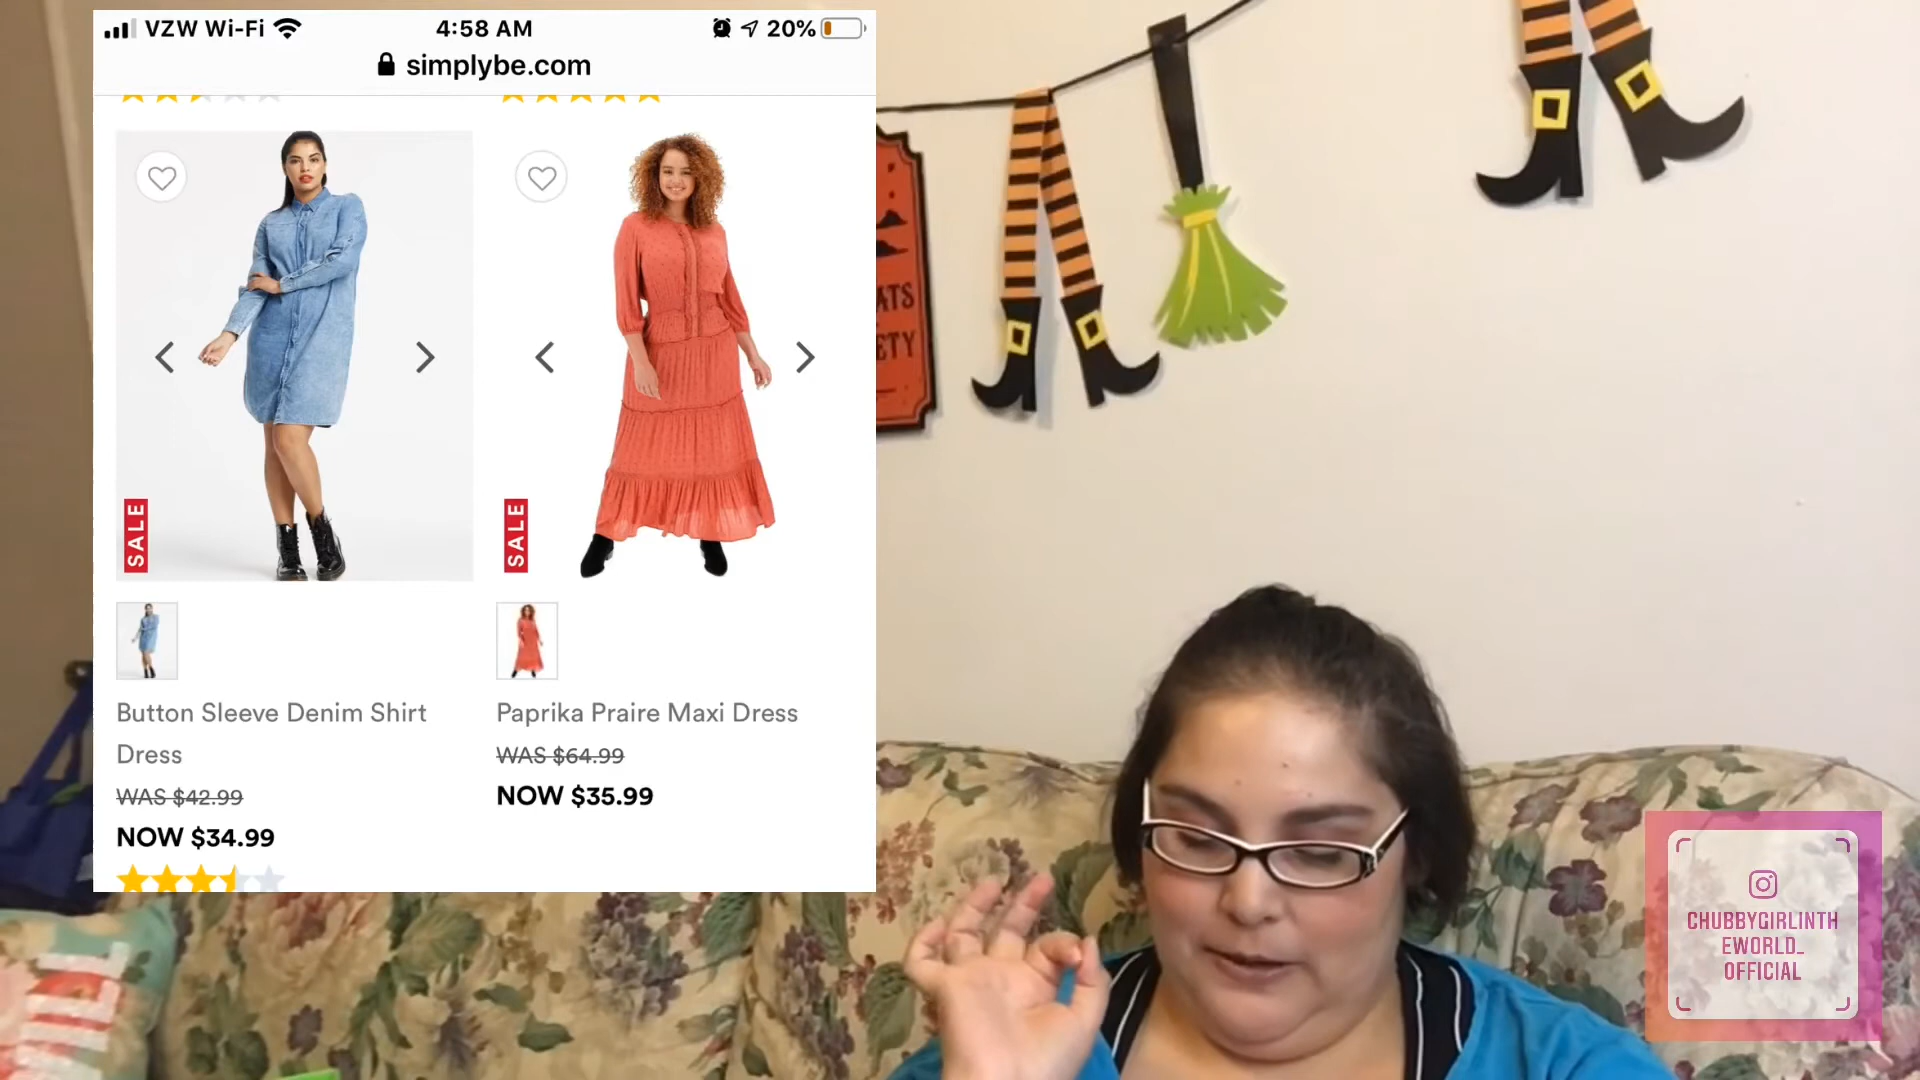 VZW Wi-Fi 4:58 AM 20%
simplybe.com
SALE
SALE
Button Sleeve Denim Shirt
Dress
WAS $42.99
NOW $34.99
Paprika Praire Maxi Dress
WAS $64.99
NOW $35.99
CHUBBYGIRLINTH
EWORLD_
OFFICIAL